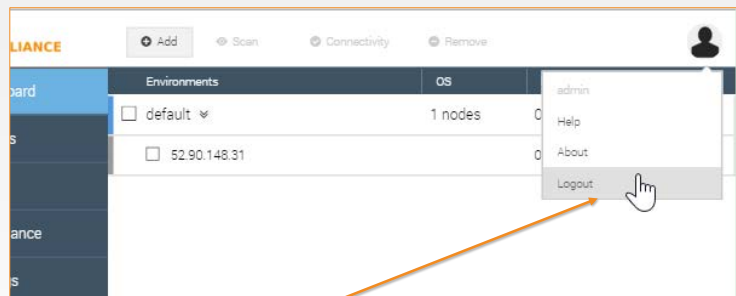 LIANCE
Add
Scan
Connectivity
Remove
Environments
OS
oard
admin
default
1 nodes
0
Help
s
52.90.148.31
0
About
Logout
ance
s